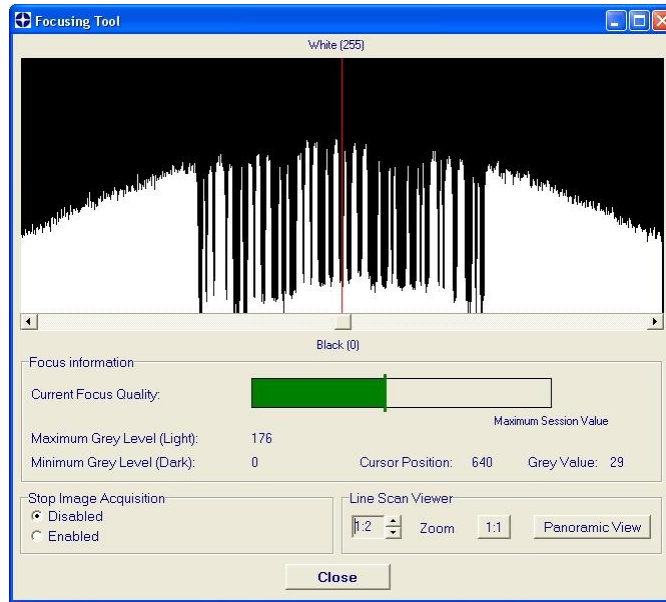 Focusing Tool
White (255)
Black (0)
Focus information
Current Focus Quality:
Maximum Session Value
Maximum Grey Level (Light): 176
Minimum Grey Level (Dark): 0 Cursor Position: 640 Grey Value: 29
Stop Image Acquisition
Disabled
Enabled
Line Scan Viewer
1:2 Zoom 1:1 Panoramic View
Close